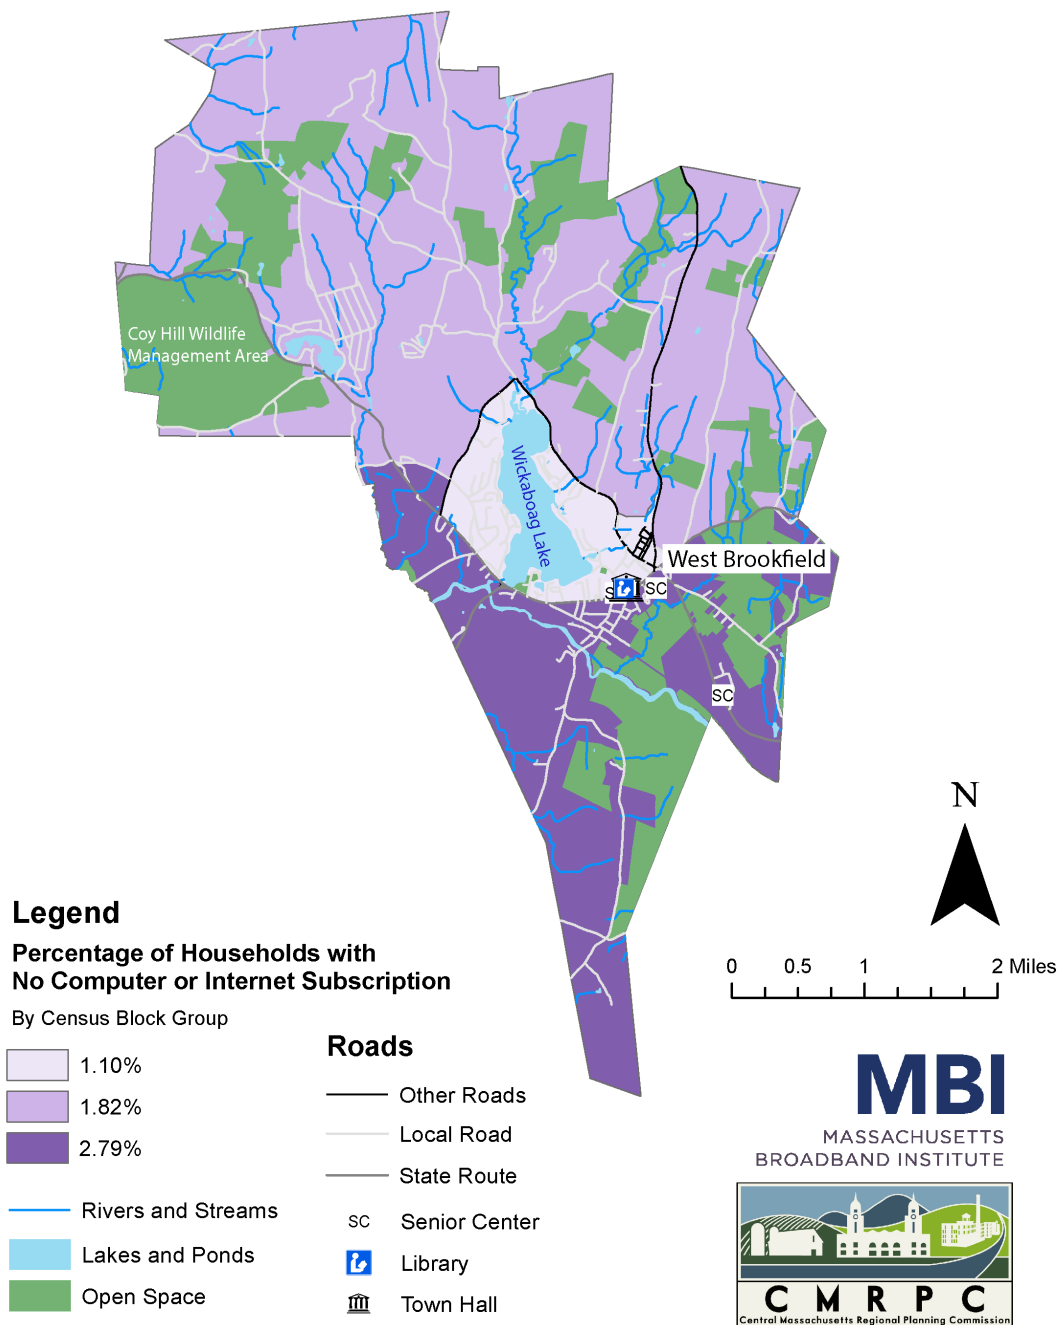 Coy Hill Wildlife
Management Area
Wickaboag Lake
West Brookfield
S
SC
SC
N
0 0.5 1 2 Miles
Legend
Percentage of Households with
No Computer or Internet Subscription
By Census Block Group
1.10%
1.82%
2.79%
Rivers and Streams
Lakes and Ponds
Open Space
Roads
Other Roads
Local Road
State Route
SC Senior Center
Library
Town Hall
MBI
MASSACHUSETTS
BROADBAND INSTITUTE
CMRPC
Central Massachusetts Regional Planning Commission